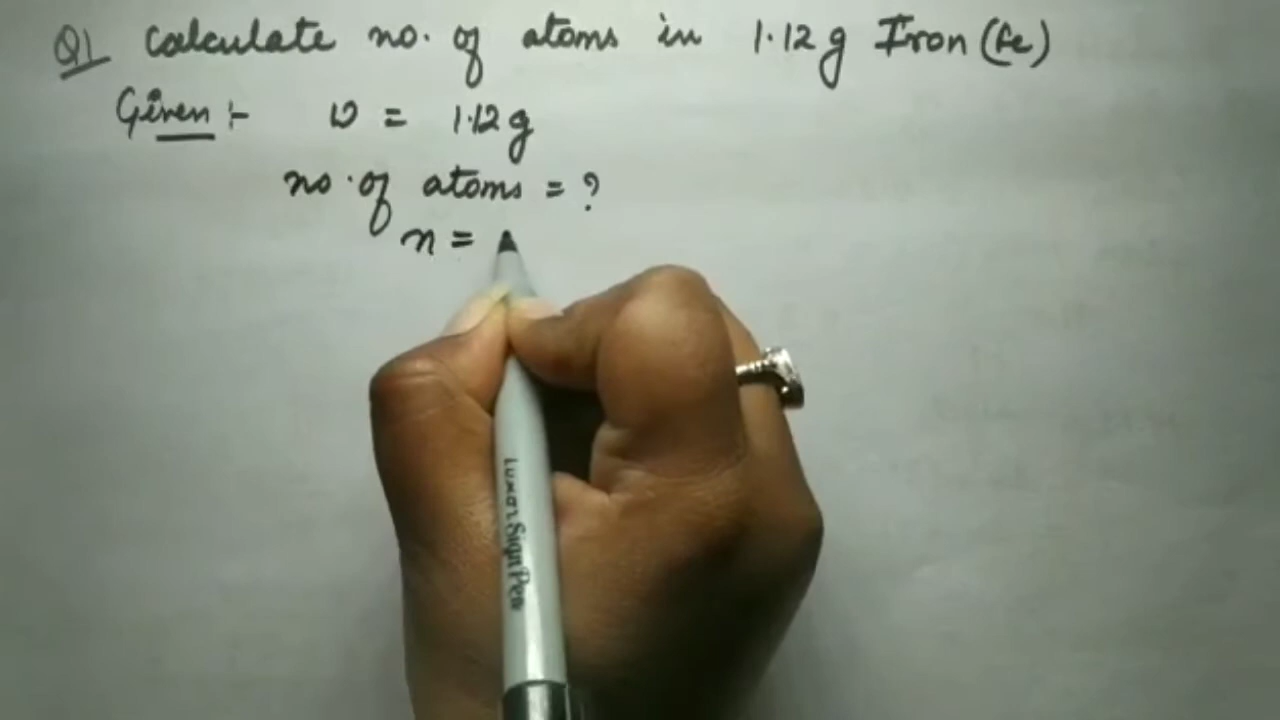 Q1 Calculate no. of atoms in 1.12g Iron (Fe)
Given :- w = 1.12g
no. of atoms = ?
n =
Luxor Sign Pen